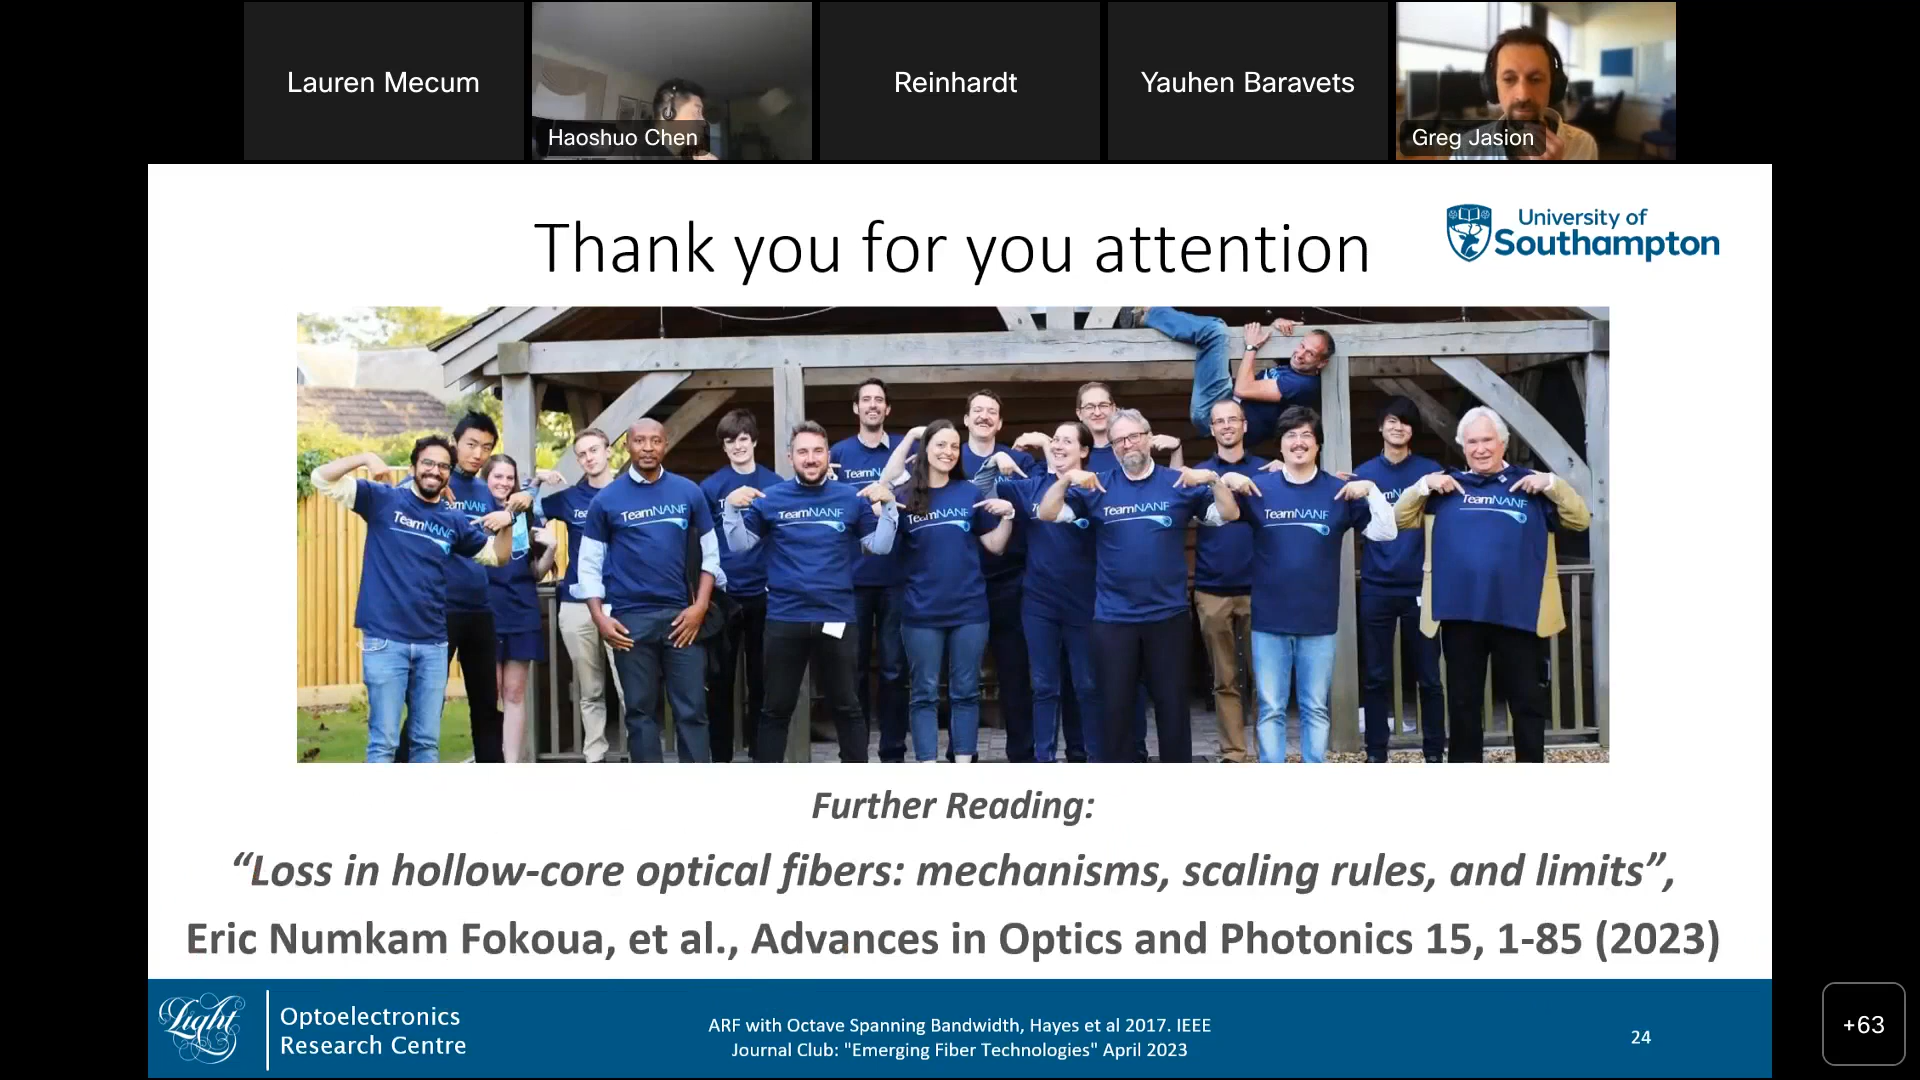 Lauren Mecum
Haoshuo Chen
Reinhardt
Yauhen Baravets
Greg Jasion
Thank you for you attention
University of
Southampton
TeamNANF
TeamNANF
TeamNANF
TeamNANF
TeamNANF
TeamNANF
TeamNANF
Further Reading:
“Loss in hollow-core optical fibers: mechanisms, scaling rules, and limits”,
Eric Numkam Fokoua, et al., Advances in Optics and Photonics 15, 1-85 (2023)
Light
Optoelectronics
Research Centre
ARF with Octave Spanning Bandwidth, Hayes et al 2017. IEEE
Journal Club: "Emerging Fiber Technologies" April 2023
24
+63